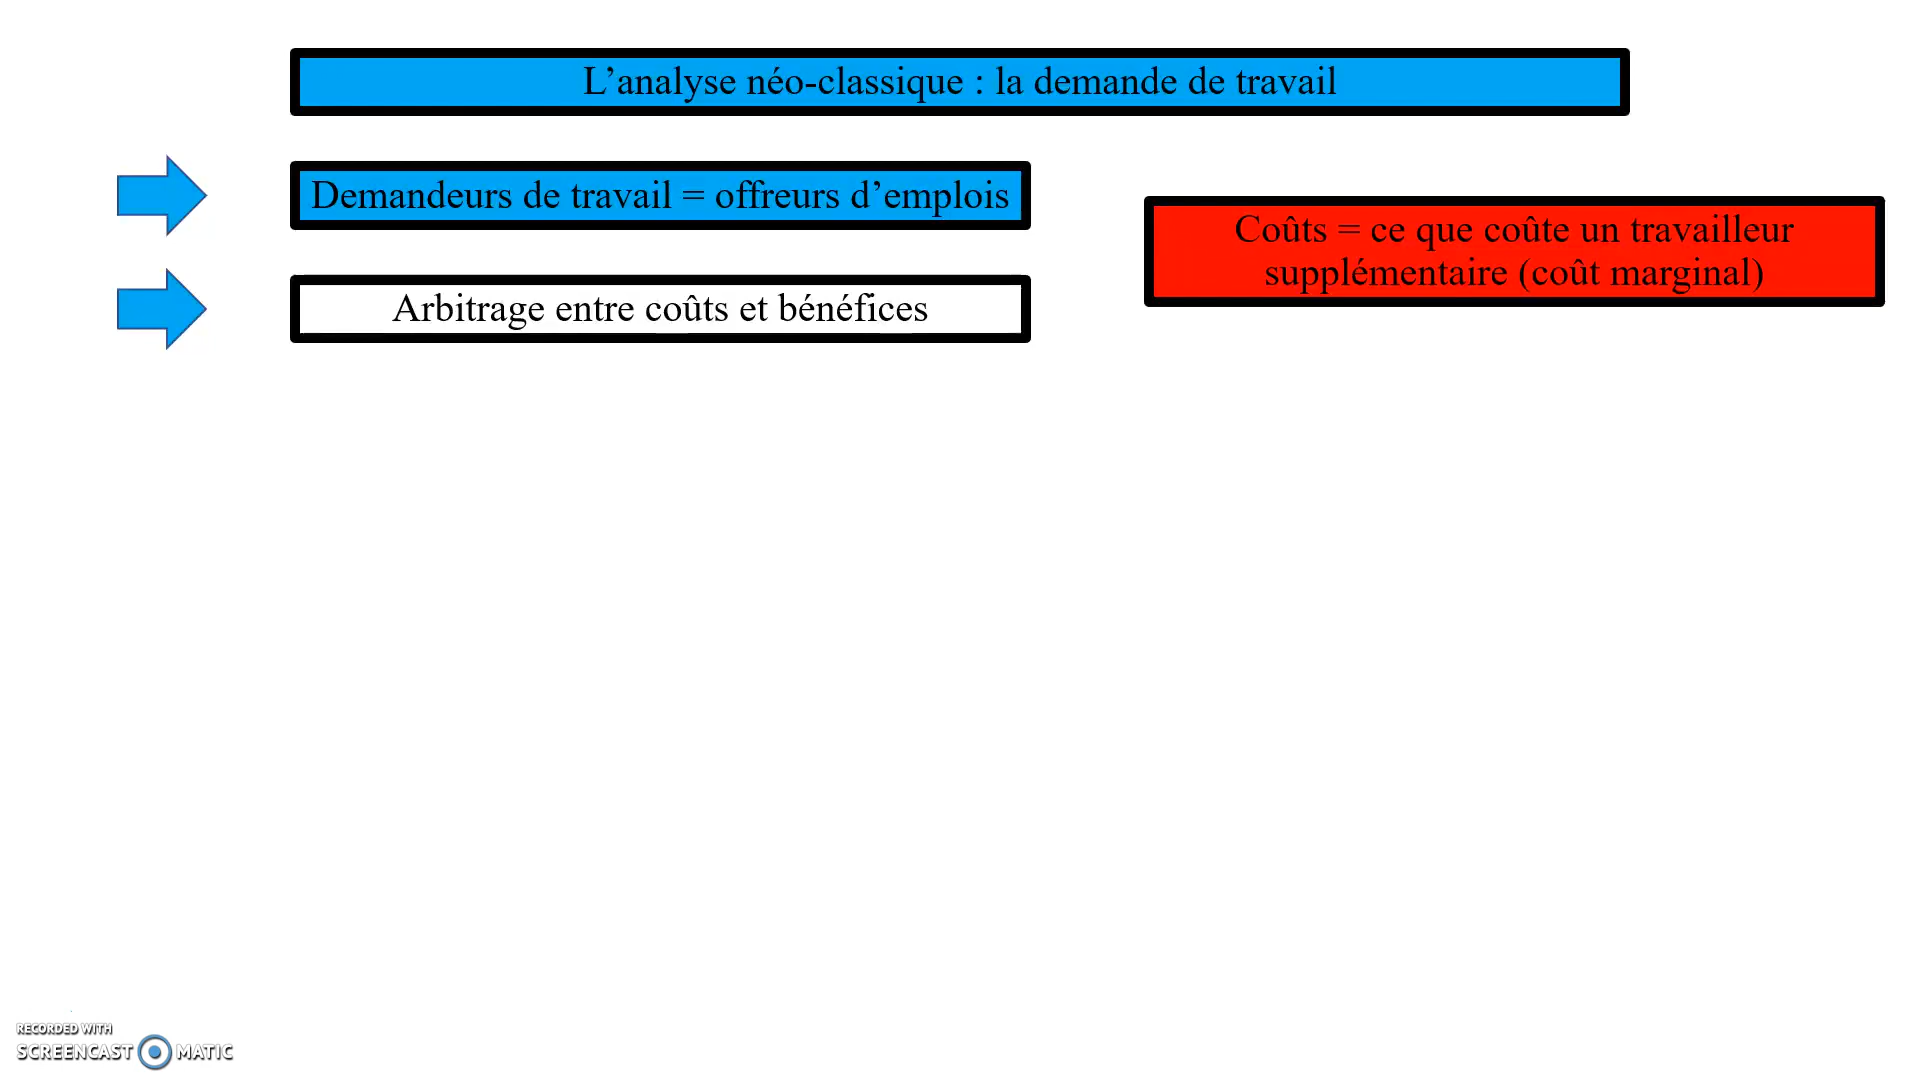 L’analyse néo-classique : la demande de travail
Demandeurs de travail = offreurs d’emplois
Coûts = ce que coûte un travailleur
supplémentaire (coût marginal)
Arbitrage entre coûts et bénéfices
RECORDED WITH
SCREENCAST MATIC